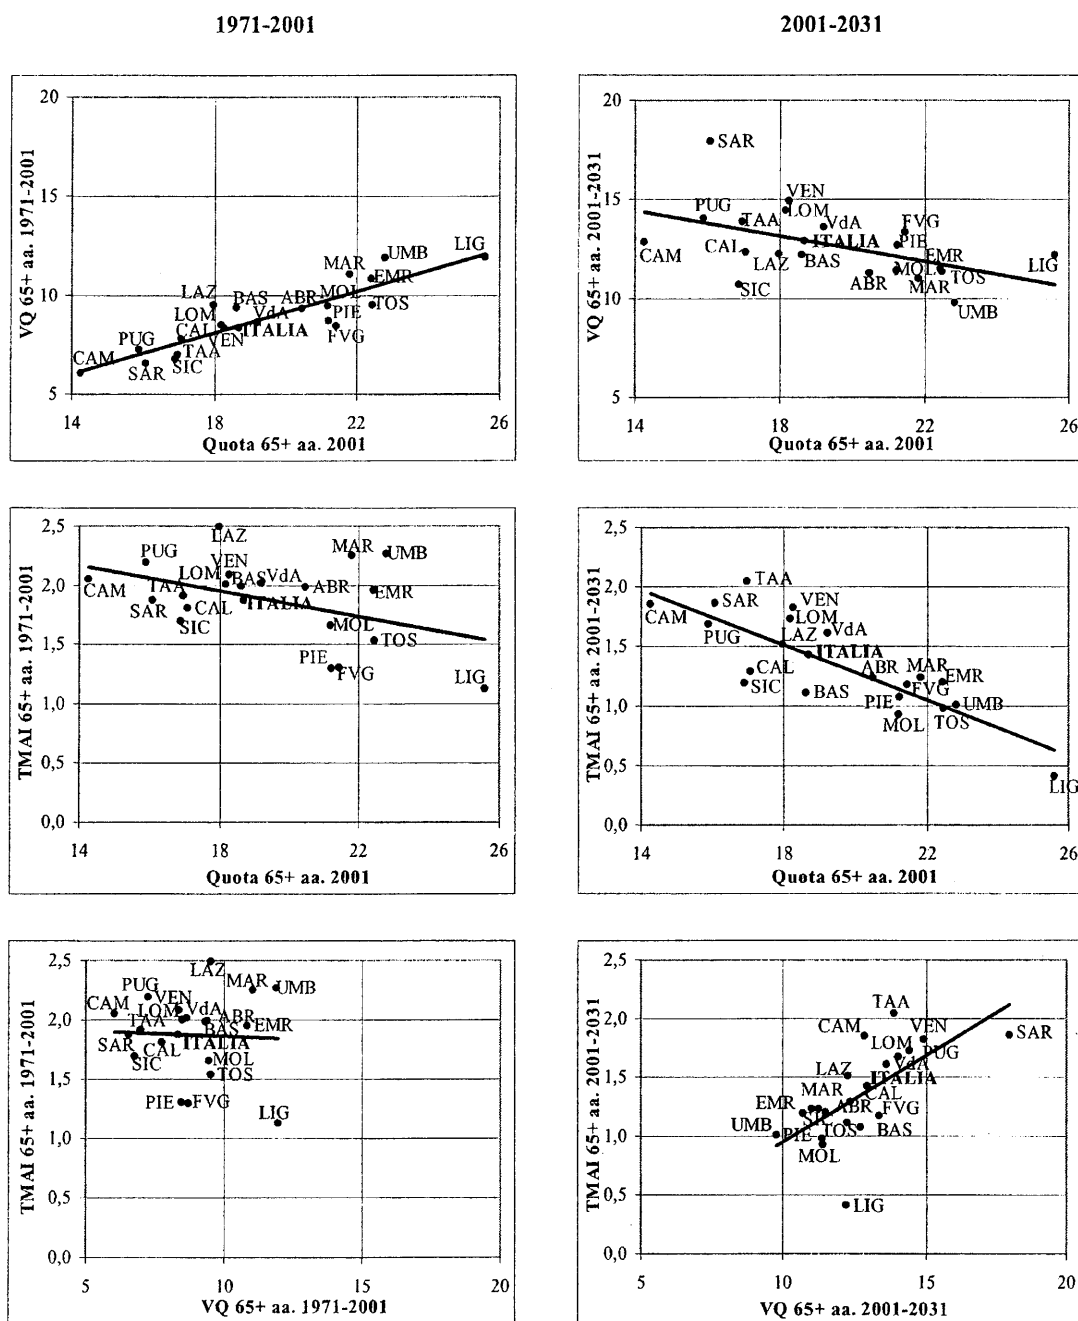 1971-2001
2001-2031
VQ 65+ aa. 1971-2001
20
15
10
5
CAM
PUG
SAR
LAZ
LOM
CAL
TAA
SIC
VEN
BAS
VdA
ITALIA
ABR
MAR
MOL
PIE
FVG
UMB
EMR
TOS
LIG
14
18
22
26
Quota 65+ aa. 2001
VQ 65+ aa. 2001-2031
20
15
10
5
SAR
PUG
CAM
TAA
CAL
SIC
LAZ
VEN
LOM
VdA
ITALIA
BAS
FVG
PIE
ABR
MOL
EMR
MAR
TOS
UMB
LIG
14
18
22
26
Quota 65+ aa. 2001
TMAI 65+ aa. 1971-2001
2,5
2,0
1,5
1,0
0,5
0,0
LAZ
PUG
CAM
TAA
SAR
SIC
CAL
LOM
VEN
BAS
VdA
ITALIA
ABR
MAR
UMB
EMR
MOL
TOS
PIE
FVG
LIG
14
18
22
26
Quota 65+ aa. 2001
TMAI 65+ aa. 2001-2031
2,5
2,0
1,5
1,0
0,5
0,0
TAA
SAR
CAM
PUG
VEN
LOM
LAZ
VdA
ITALIA
CAL
SIC
BAS
ABR
MAR
EMR
FVG
PIE
MOL
TOS
UMB
LIG
14
18
22
26
Quota 65+ aa. 2001
TMAI 65+ aa. 1971-2001
2,5
2,0
1,5
1,0
0,5
0,0
LAZ
PUG
VEN
CAM
LOM
VdA
TAA
ABR
BAS
SAR
CAL
SIC
ITALIA
MAR
UMB
EMR
MOL
TOS
PIE
FVG
LIG
5
10
15
20
VQ 65+ aa. 1971-2001
TMAI 65+ aa. 2001-2031
2,5
2,0
1,5
1,0
0,5
0,0
TAA
CAM
VEN
SAR
LOM
PUG
LAZ
VdA
ITALIA
MAR
CAL
EMR
ABR
FVG
UMB
PIE
TOS
BAS
MOL
LIG
5
10
15
20
VQ 65+ aa. 2001-2031